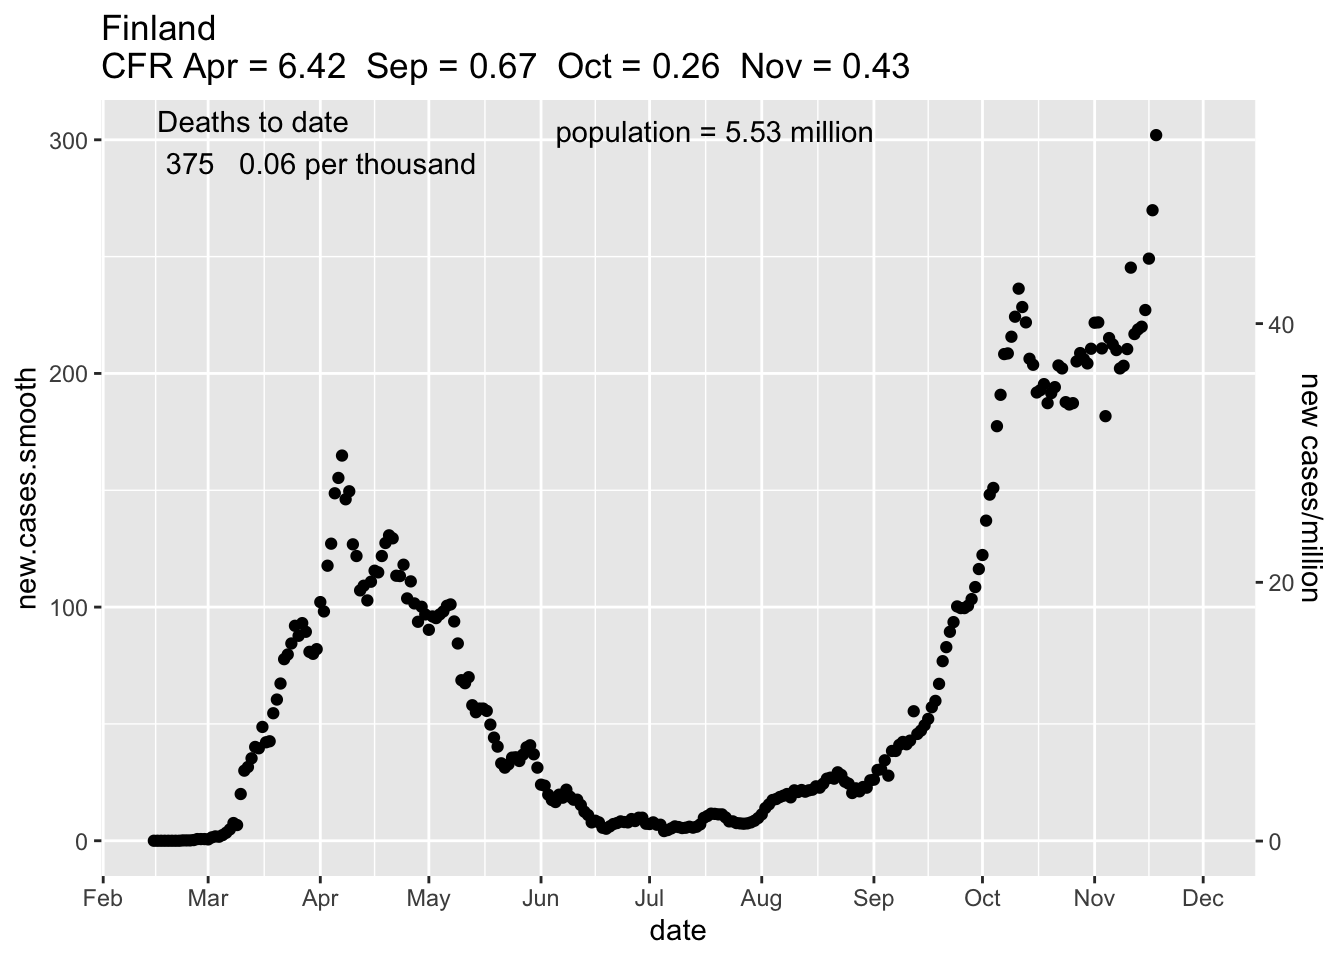 Finland
CFR Apr = 6.42  Sep = 0.67  Oct = 0.26  Nov = 0.43
Deaths to date
375   0.06 per thousand
population = 5.53 million
300
200
100
0
new.cases.smooth
40
20
0
new cases/million
Feb Mar Apr May Jun Jul Aug Sep Oct Nov Dec
date